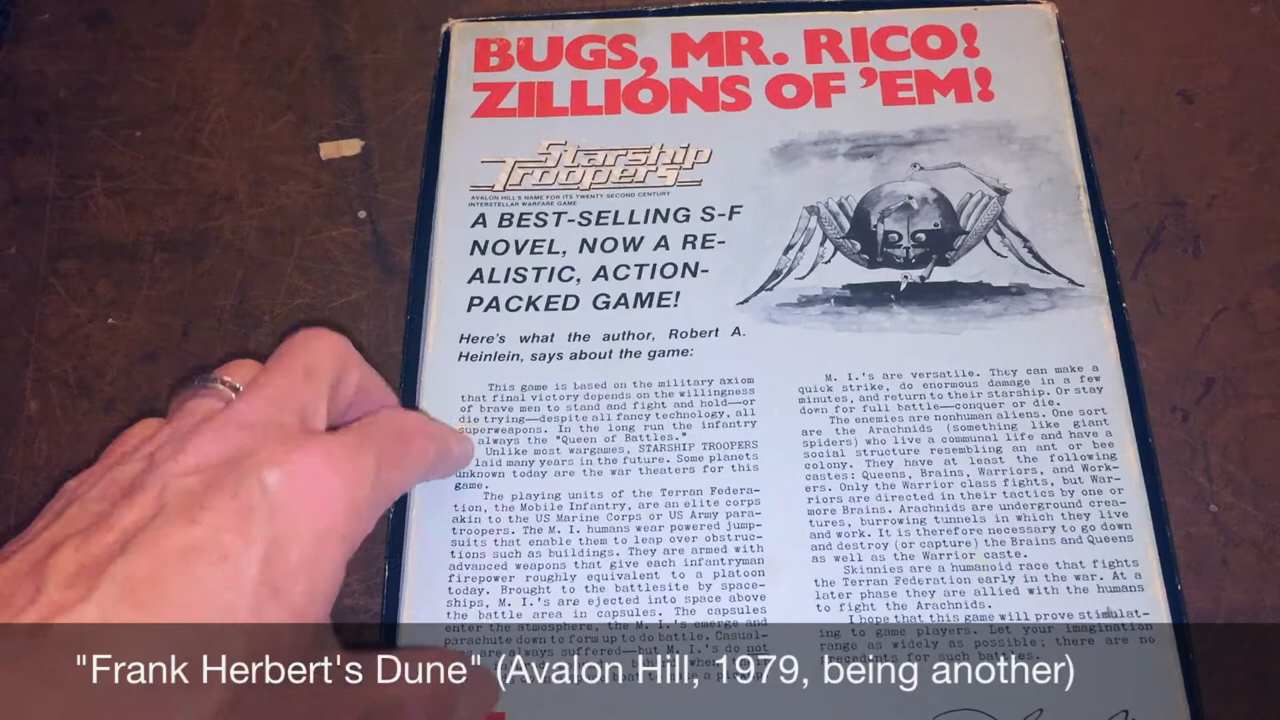 BUGS, MR. RICO!
ZILLIONS OF 'EM!
Starship
Troopers
AVALON HILL'S NAME FOR ITS TWENTY-SECOND CENTURY
INTERSTELLAR WARFARE GAME
A BEST-SELLING S-F
NOVEL, NOW A RE-
ALISTIC, ACTION-
PACKED GAME!
Here's what the author, Robert A.
Heinlein, says about the game:
This game is based on the military axiom
that final victory depends on the willingness
of brave men to stand and fight and hold—or
die trying—despite all fancy technology, all
superweapons. In the long run the infantry
always the "Queen of Battles."
Unlike most wargames, STARSHIP TROOPERS
laid many years in the future. Some planets
unknown today are the war theaters for this
game.
The playing units of the Terran Federa-
tion, the Mobile Infantry, are an elite corps
akin to the US Marine Corps or US Army para-
troopers. The M. I. humans wear powered jump-
suits that enable them to leap over obstruc-
tions such as buildings. They are armed with
advanced weapons that give each infantryman
firepower roughly equivalent to a platoon
today. Brought to the battlesite by space-
ships, M. I.'s are ejected into space above
the battle area in capsules. The capsules
enter the atmosphere, the M. I.'s emerge and
parachute down to form up to do battle. Casual-
are always suffered—but M. I.'s do not
M. I.'s are versatile. They can make a
quick strike, do enormous damage in a few
minutes, and return to their starship. Or stay
down for full battle—conquer or die.
The enemies are nonhuman aliens. One sort
are the Arachnids (something like giant
spiders) who live a communal life and have a
social structure resembling an ant or bee
colony. They have at least the following
castes: Queens, Brains, Warriors, and Work-
ers. Only the Warrior class fights, but War-
riors are directed in their tactics by one or
more Brains. Arachnids are underground crea-
tures, burrowing tunnels in which they live
and work. It is therefore necessary to go down
and destroy (or capture) the Brains and Queens
as well as the Warrior caste.
Skinnies are a humanoid race that fights
the Terran Federation early in the war. At a
later phase they are allied with the humans
to fight the Arachnids.
I hope that this game will prove stimulat-
ing to game players. Let your imagination
range as widely as possible; there are no
precedents for such battles.
"Frank Herbert's Dune" (Avalon Hill, 1979, being another)